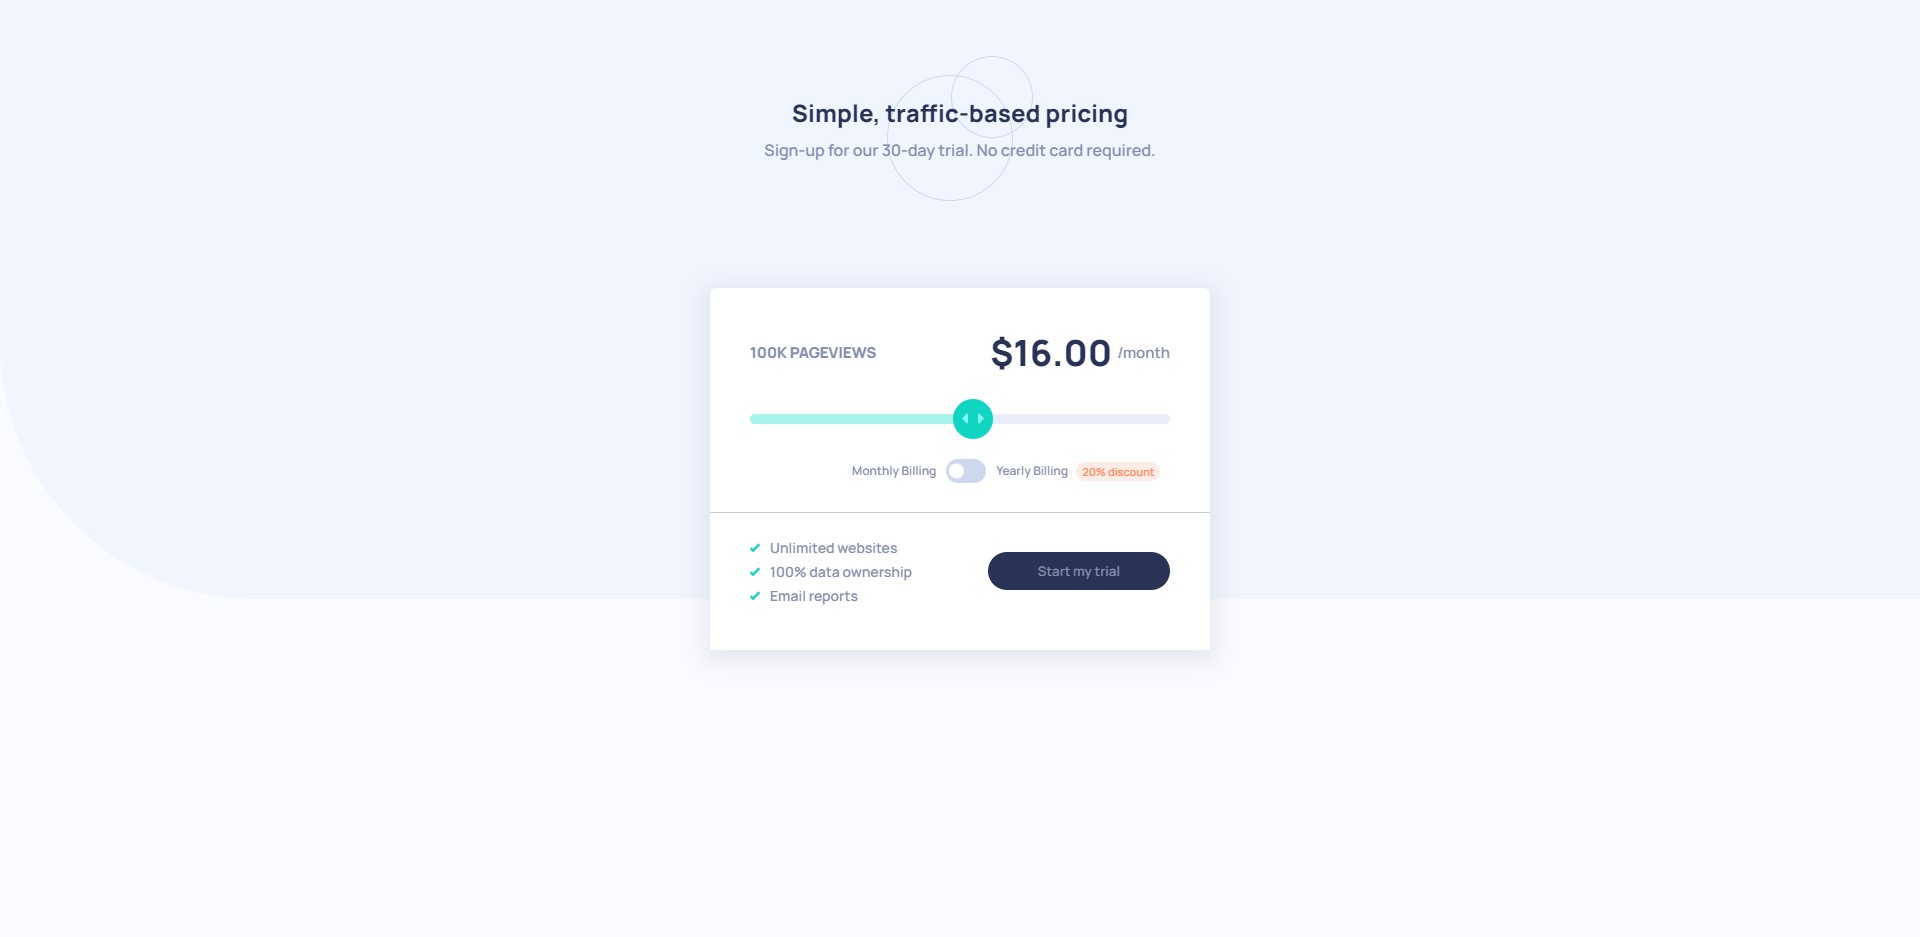 Simple, traffic-based pricing
Sign-up for our 30-day trial. No credit card required.
100K PAGEVIEWS
$16.00 /month
Monthly Billing Yearly Billing 20% discount
Unlimited websites
100% data ownership
Email reports
Start my trial